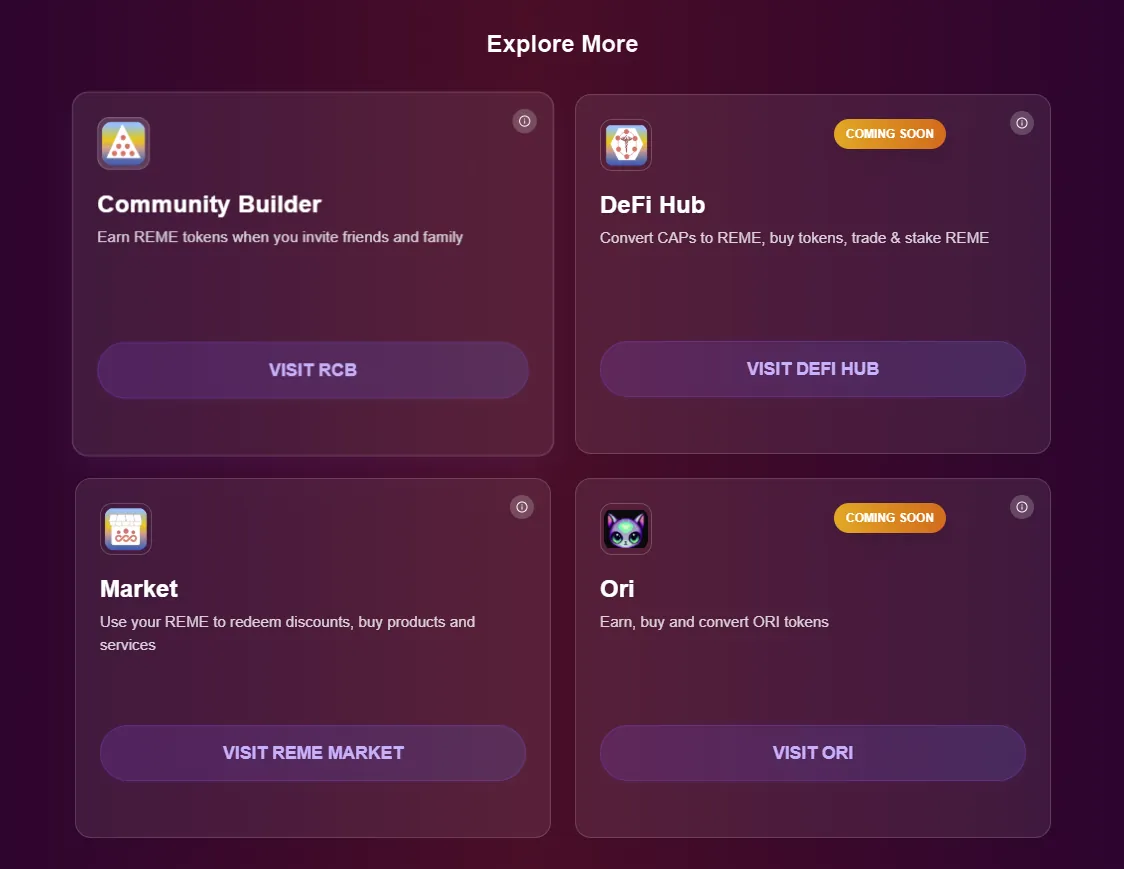 Explore More
Community Builder
Earn REME tokens when you invite friends and family
VISIT RCB
COMING SOON
DeFi Hub
Convert CAPs to REME, buy tokens, trade & stake REME
VISIT DEFI HUB
Market
Use your REME to redeem discounts, buy products and
services
VISIT REME MARKET
COMING SOON
Ori
Earn, buy and convert ORI tokens
VISIT ORI